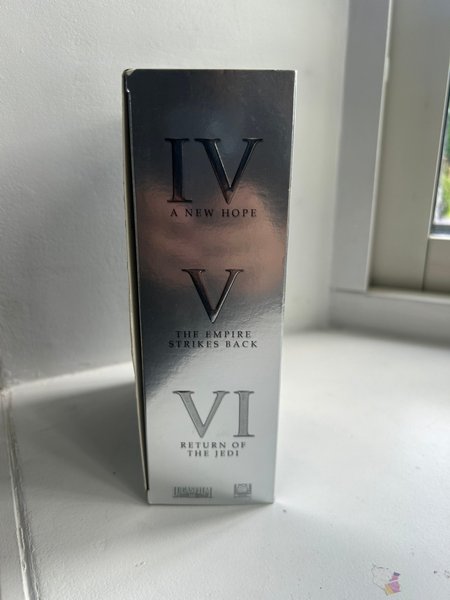 IV
A NEW HOPE
V
THE EMPIRE
STRIKES BACK
VI
RETURN OF
THE JEDI